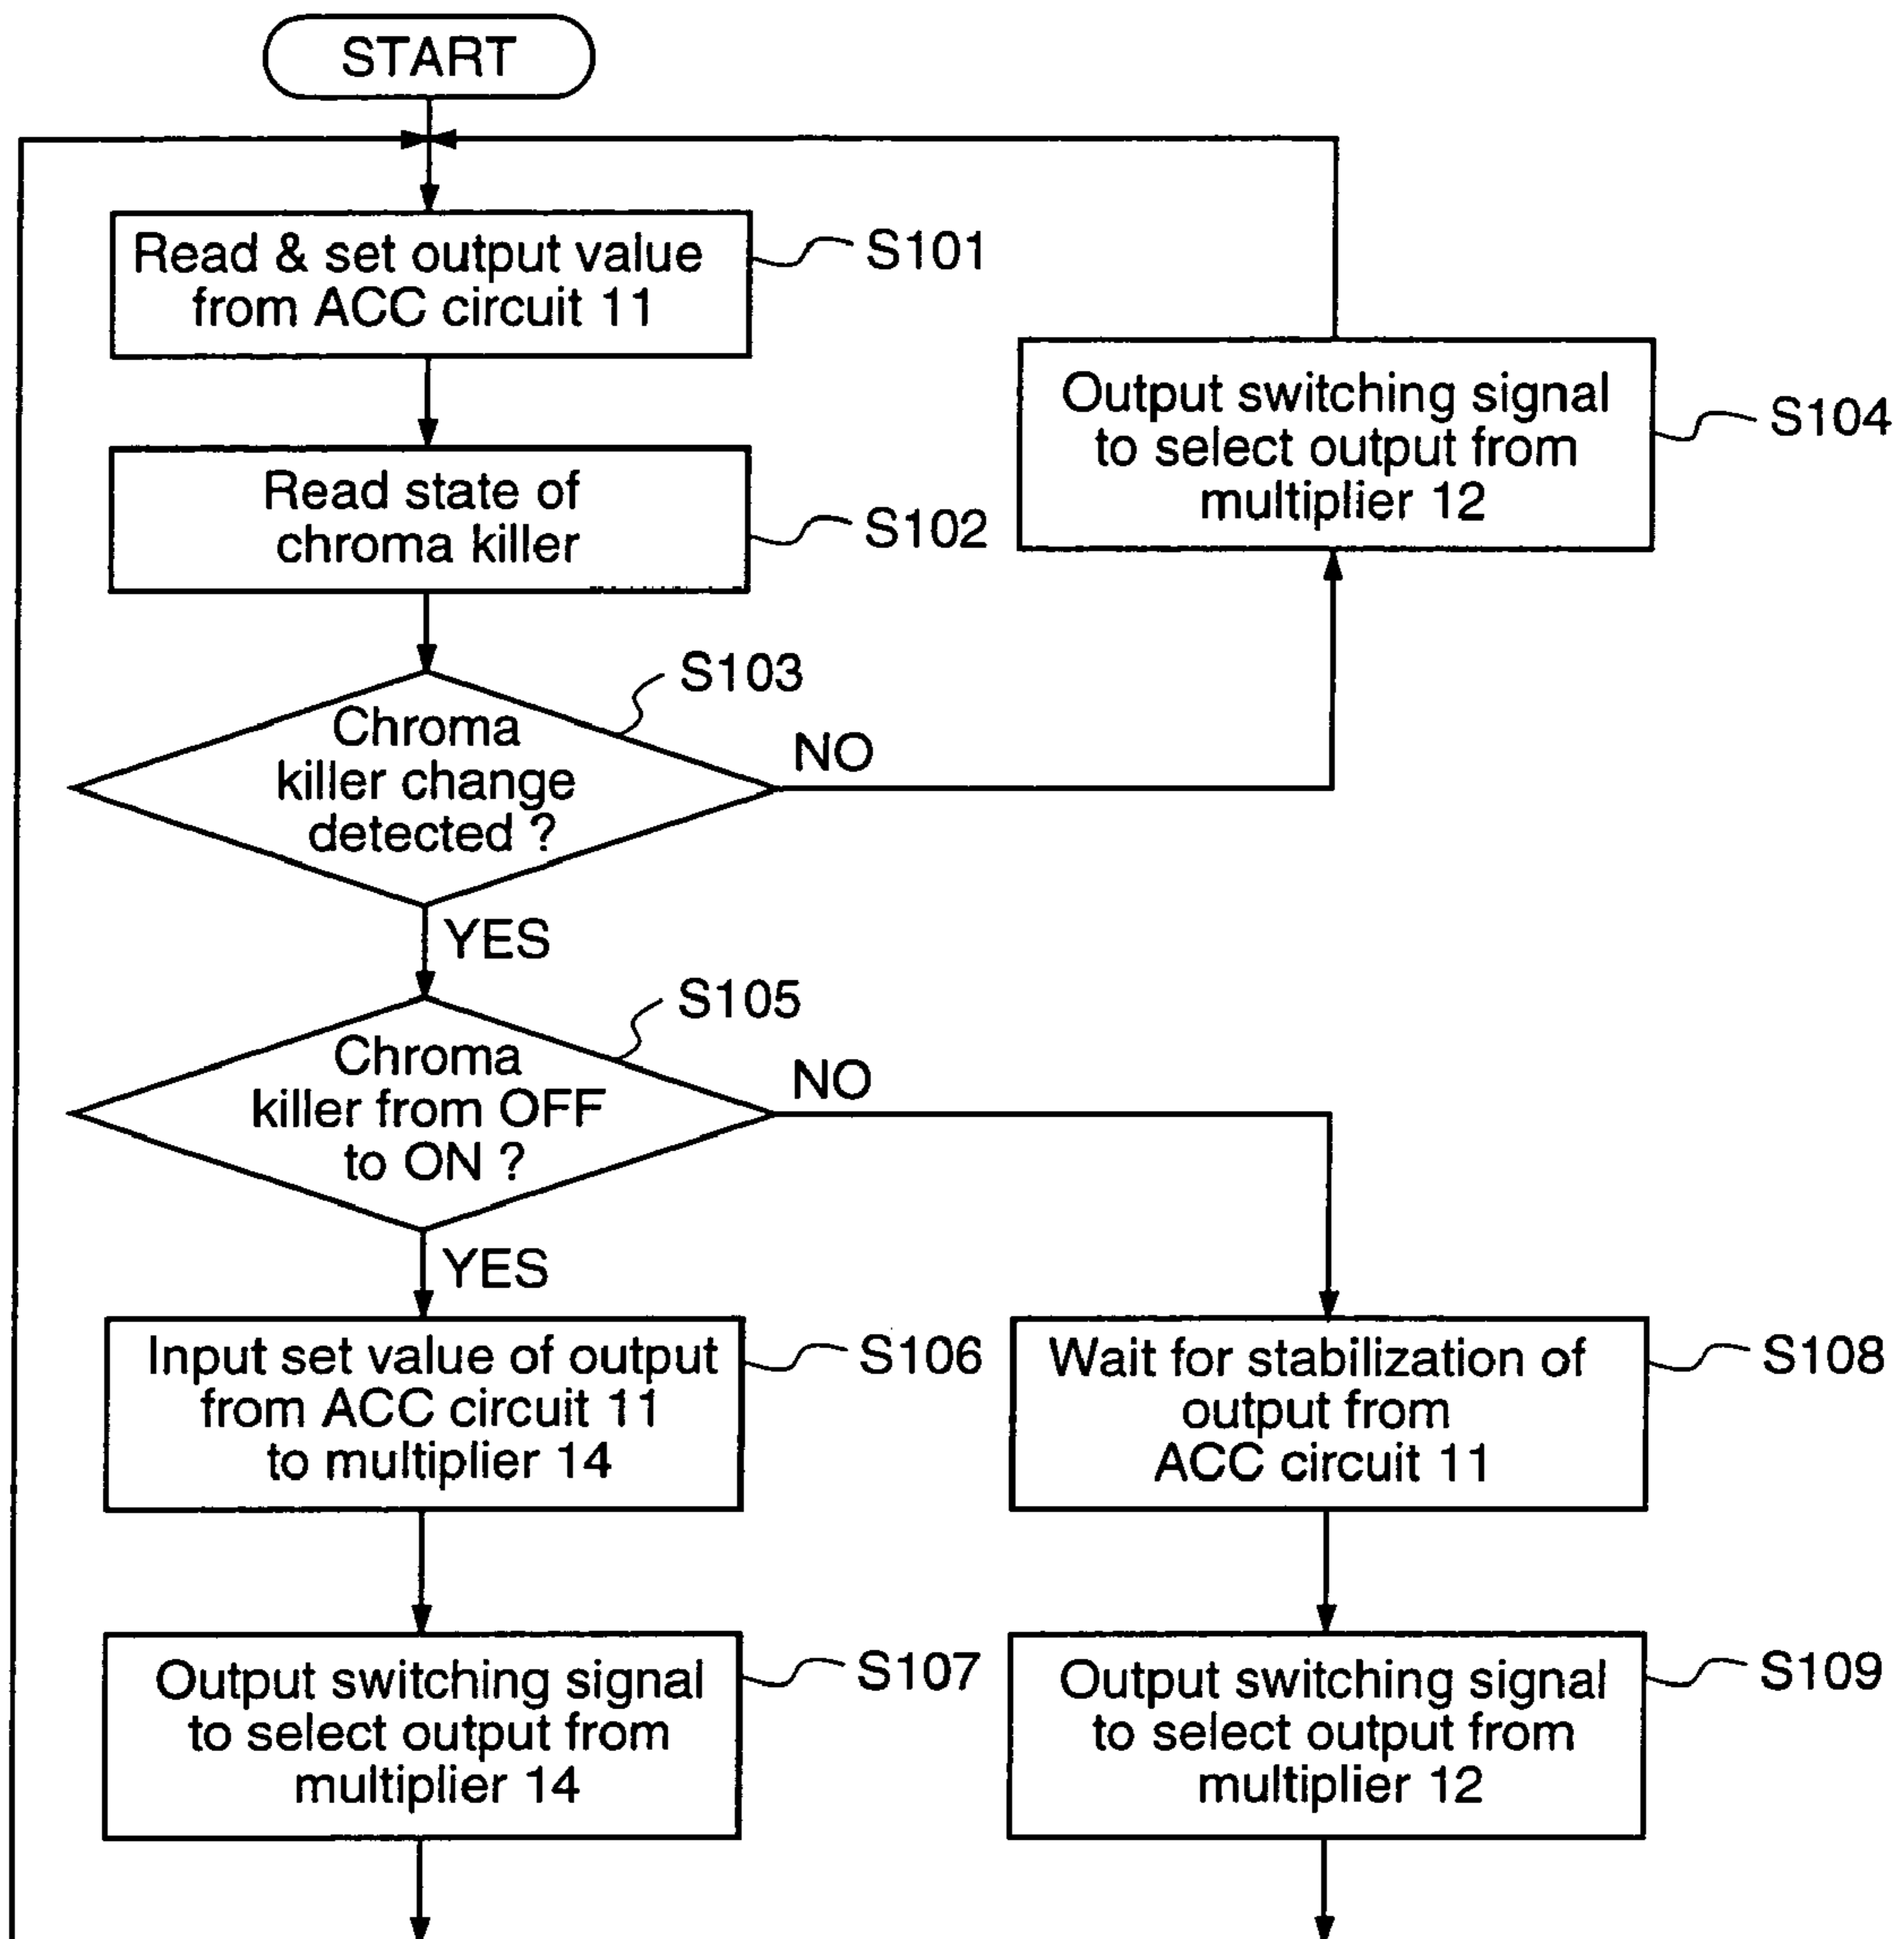 START
Read & set output value
from ACC circuit 11
S101
Read state of
chroma killer
S102
Output switching signal
to select output from
multiplier 12
S104
Chroma
killer change
detected ?
S103
NO
YES
Chroma
killer from OFF
to ON ?
S105
NO
YES
Input set value of output
from ACC circuit 11
to multiplier 14
S106
Wait for stabilization of
output from
ACC circuit 11
S108
Output switching signal
to select output from
multiplier 14
S107
Output switching signal
to select output from
multiplier 12
S109